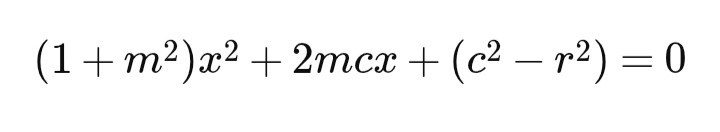 (1 + m²)x² + 2mcx + (c² − r²) = 0